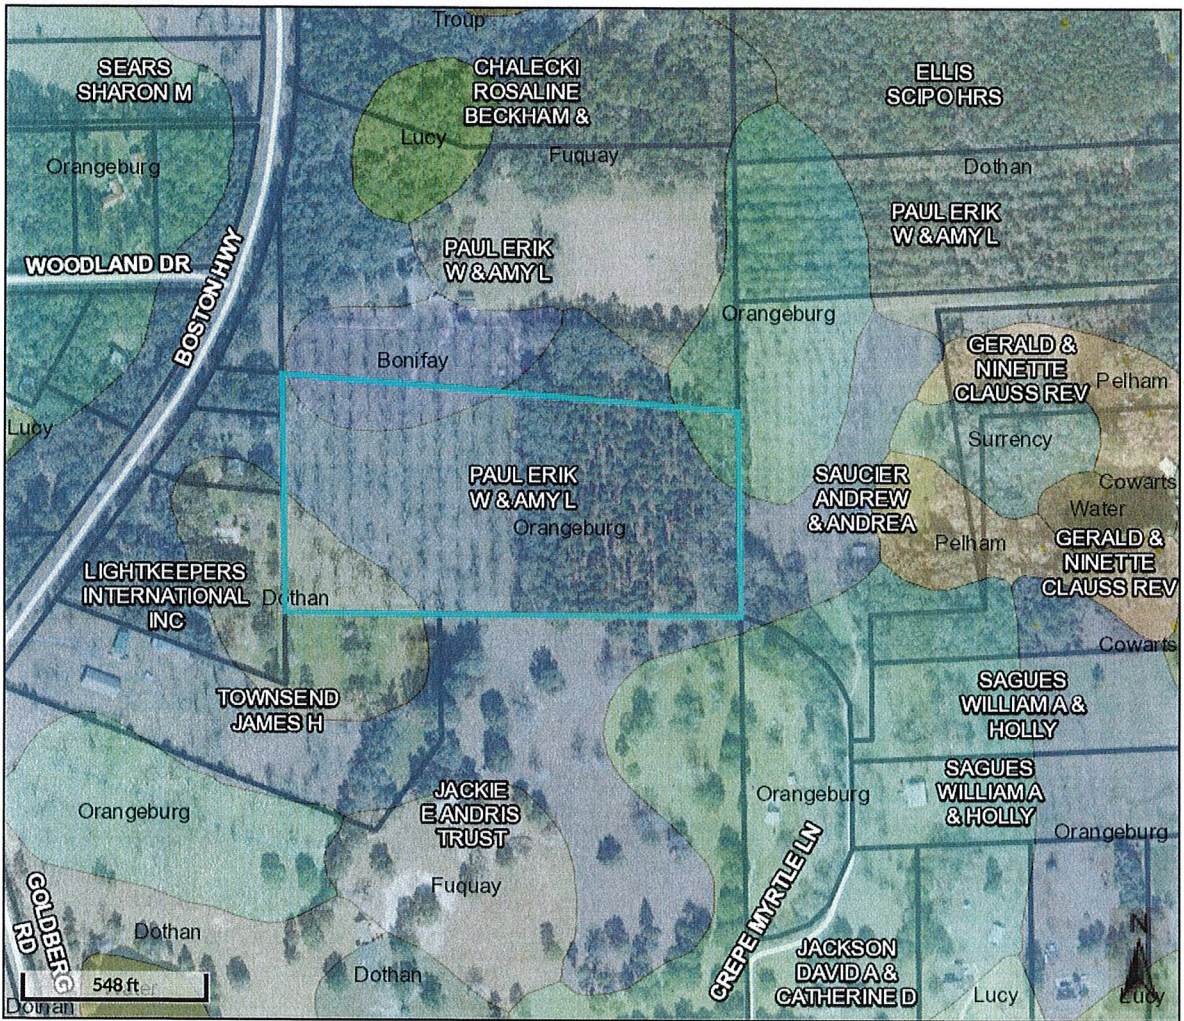 Troup
SEARS
SHARON M
CHALECKI
ROSALINE
BECKHAM &
ELLIS
SCIPO HRS
Lucy
Orangeburg
Fuquay
Dothan
PAUL ERIK
W & AMY L
PAUL ERIK
W & AMY L
WOODLAND DR
BOSTON HWY
Orangeburg
Bonifay
GERALD &
NINETTE
CLAUSS REV
Pelham
Lucy
Surrency
PAUL ERIK
W & AMY L
SAUCIER
ANDREW
& ANDREA
Cowarts
Water
Orangeburg
Pelham
GERALD &
NINETTE
CLAUSS REV
LIGHTKEEPERS
INTERNATIONAL
INC
Dothan
Cowarts
TOWNSEND
JAMES H
SAGUES
WILLIAM A &
HOLLY
Orangeburg
JACKIE
E ANDRIS
TRUST
Orangeburg
SAGUES
WILLIAM A
& HOLLY
Orangeburg
Fuquay
CREPE MYRTLE LN
GOLDBERG
RD
Dothan
Dothan
JACKSON
DAVID A &
CATHERINE D
N
548 ft
Water
Lucy
Lucy
Dothan